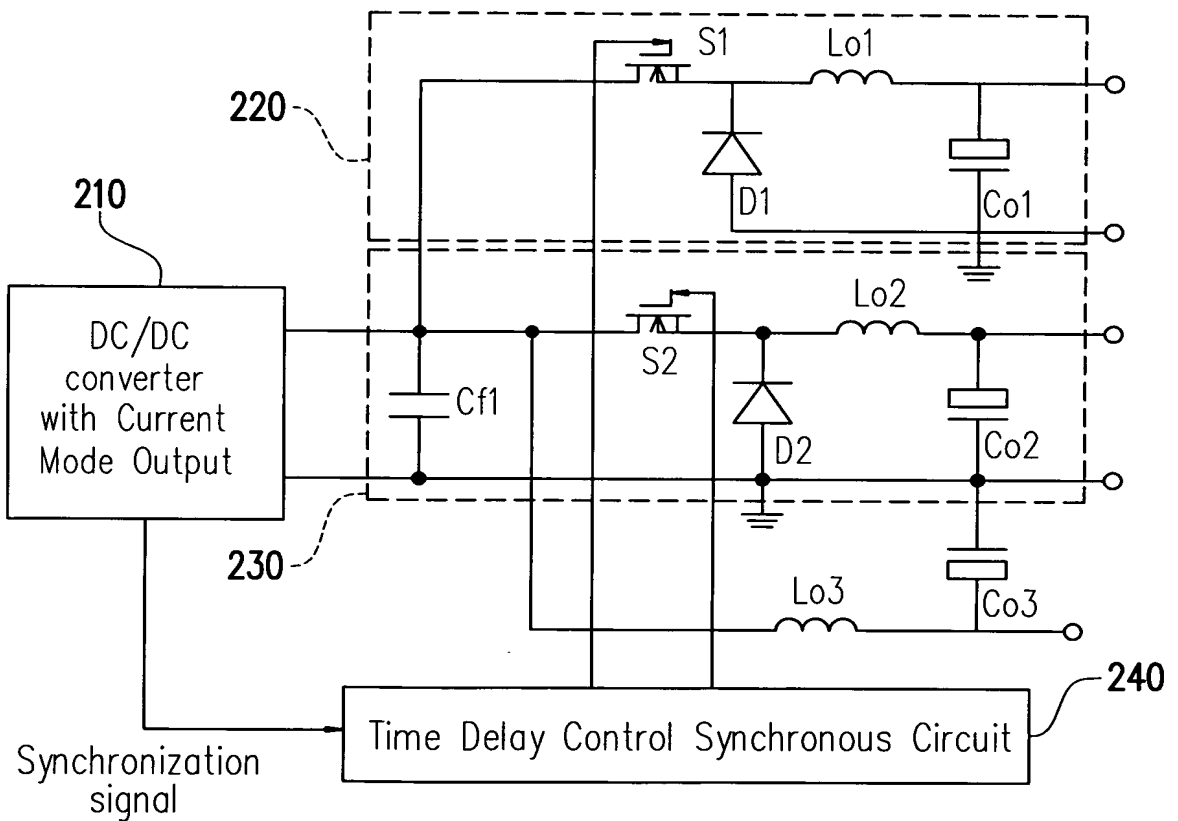 S1
Lo1
220
D1
Co1
210
DC/DC
converter
with Current
Mode Output
Cf1
S2
Lo2
D2
Co2
230
Lo3
Co3
240
Time Delay Control Synchronous Circuit
Synchronization
signal